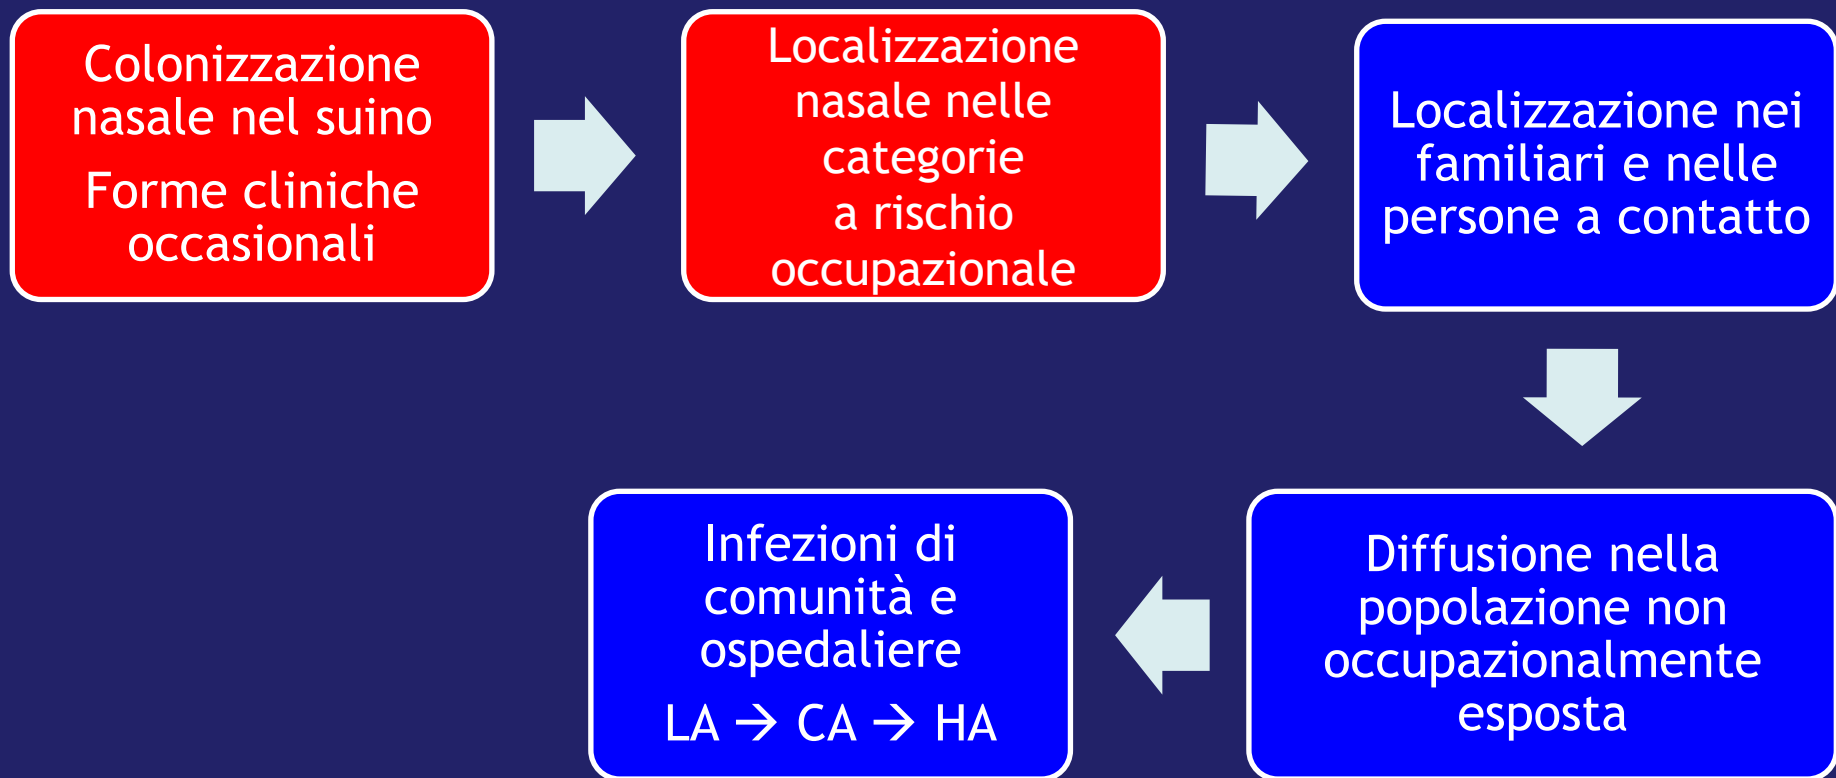 Colonizzazione
nasale nel suino
Forme cliniche
occasionali
Localizzazione
nasale nelle
categorie
a rischio
occupazionale
Localizzazione nei
familiari e nelle
persone a contatto
Diffusione nella
popolazione non
occupazionalmente
esposta
Infezioni di
comunità e
ospedaliere
LA → CA → HA